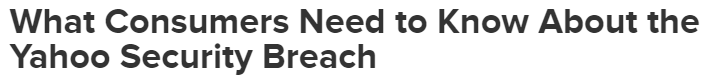 What Consumers Need to Know About the
Yahoo Security Breach